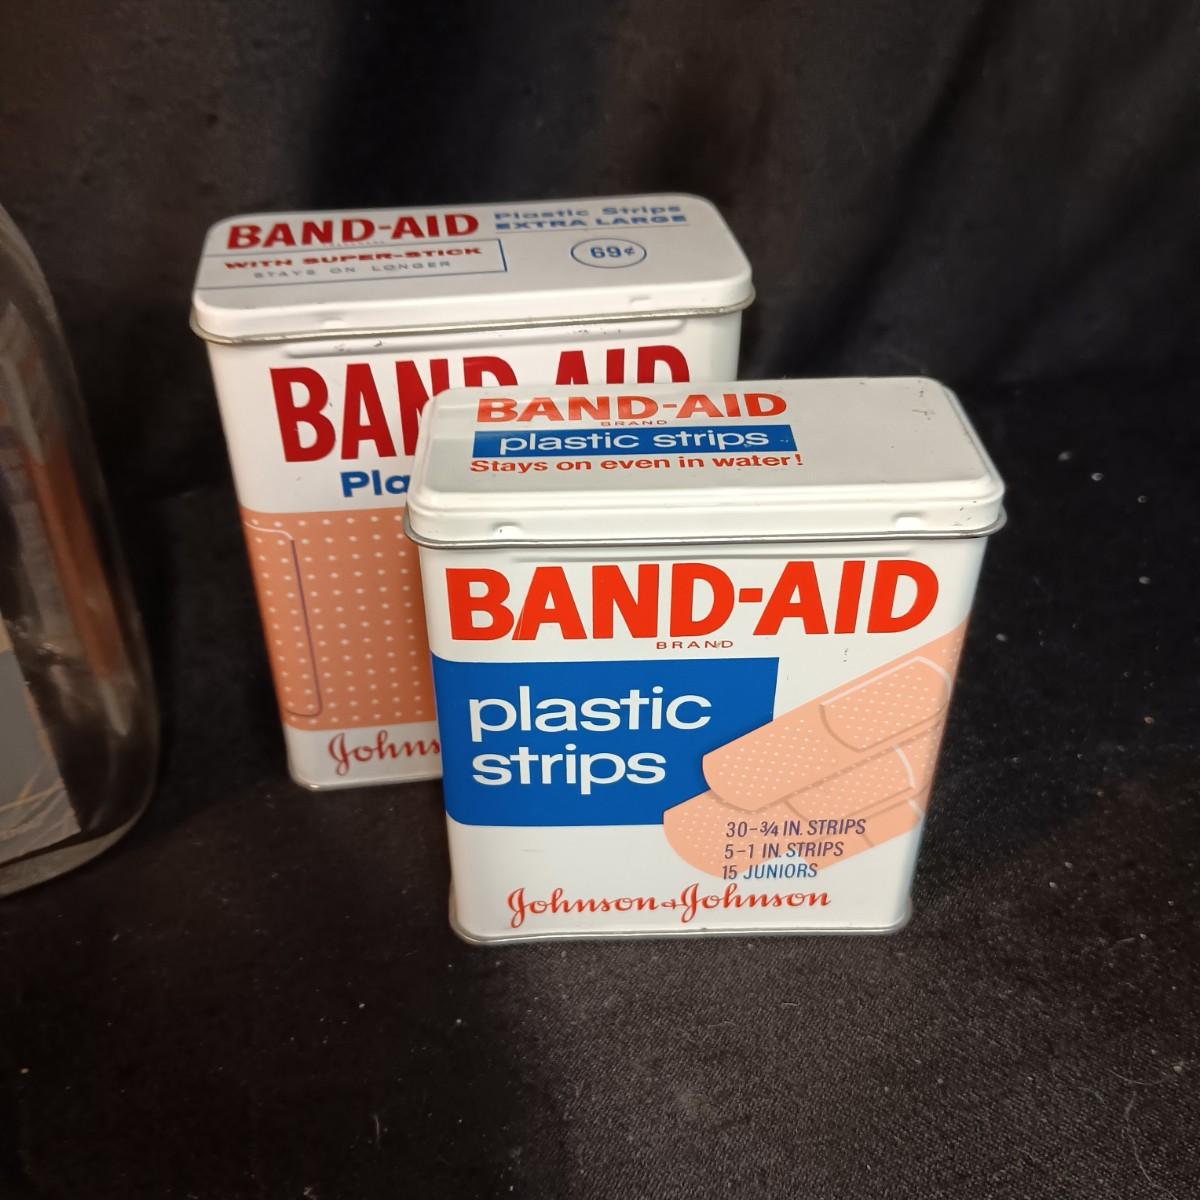 BAND-AID Plastic Strips
EXTRA LARGE
WITH SUPER-STICK
STAYS ON LONGER
69¢
BAND-AID
Pla
Johns
BAND-AID
BRAND
plastic strips
Stays on even in water!
BAND-AID
BRAND
plastic
strips
30-3/4 IN. STRIPS
5-1 IN. STRIPS
15 JUNIORS
Johnson & Johnson